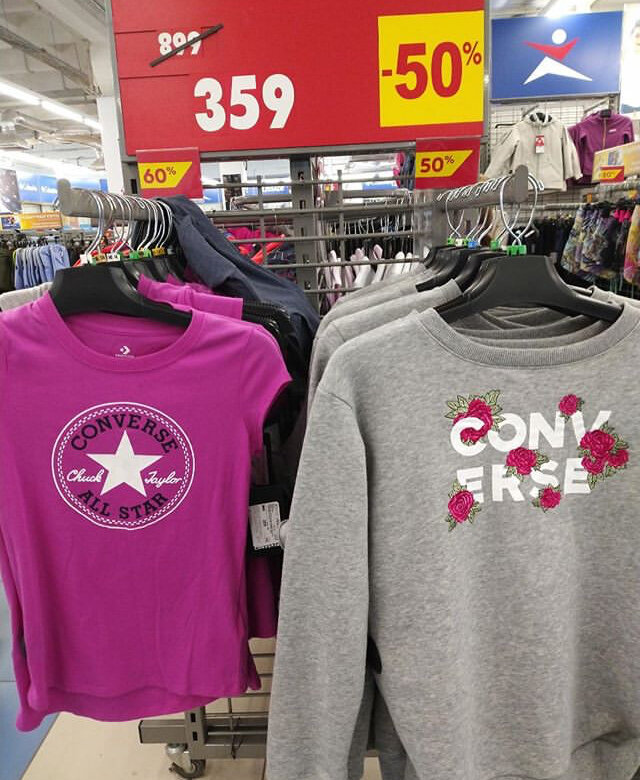 899
359
-50%
60%
50%
CONVERSE
Chuck Taylor
ALL STAR
CONV
ERSE